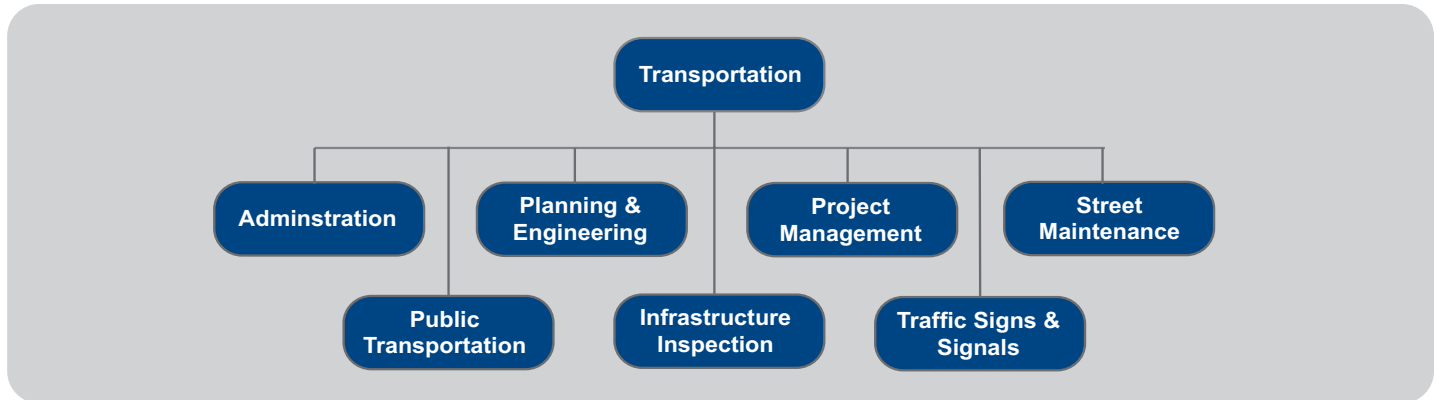 Transportation
Adminstration
Planning &
Engineering
Project
Management
Street
Maintenance
Public
Transportation
Infrastructure
Inspection
Traffic Signs &
Signals